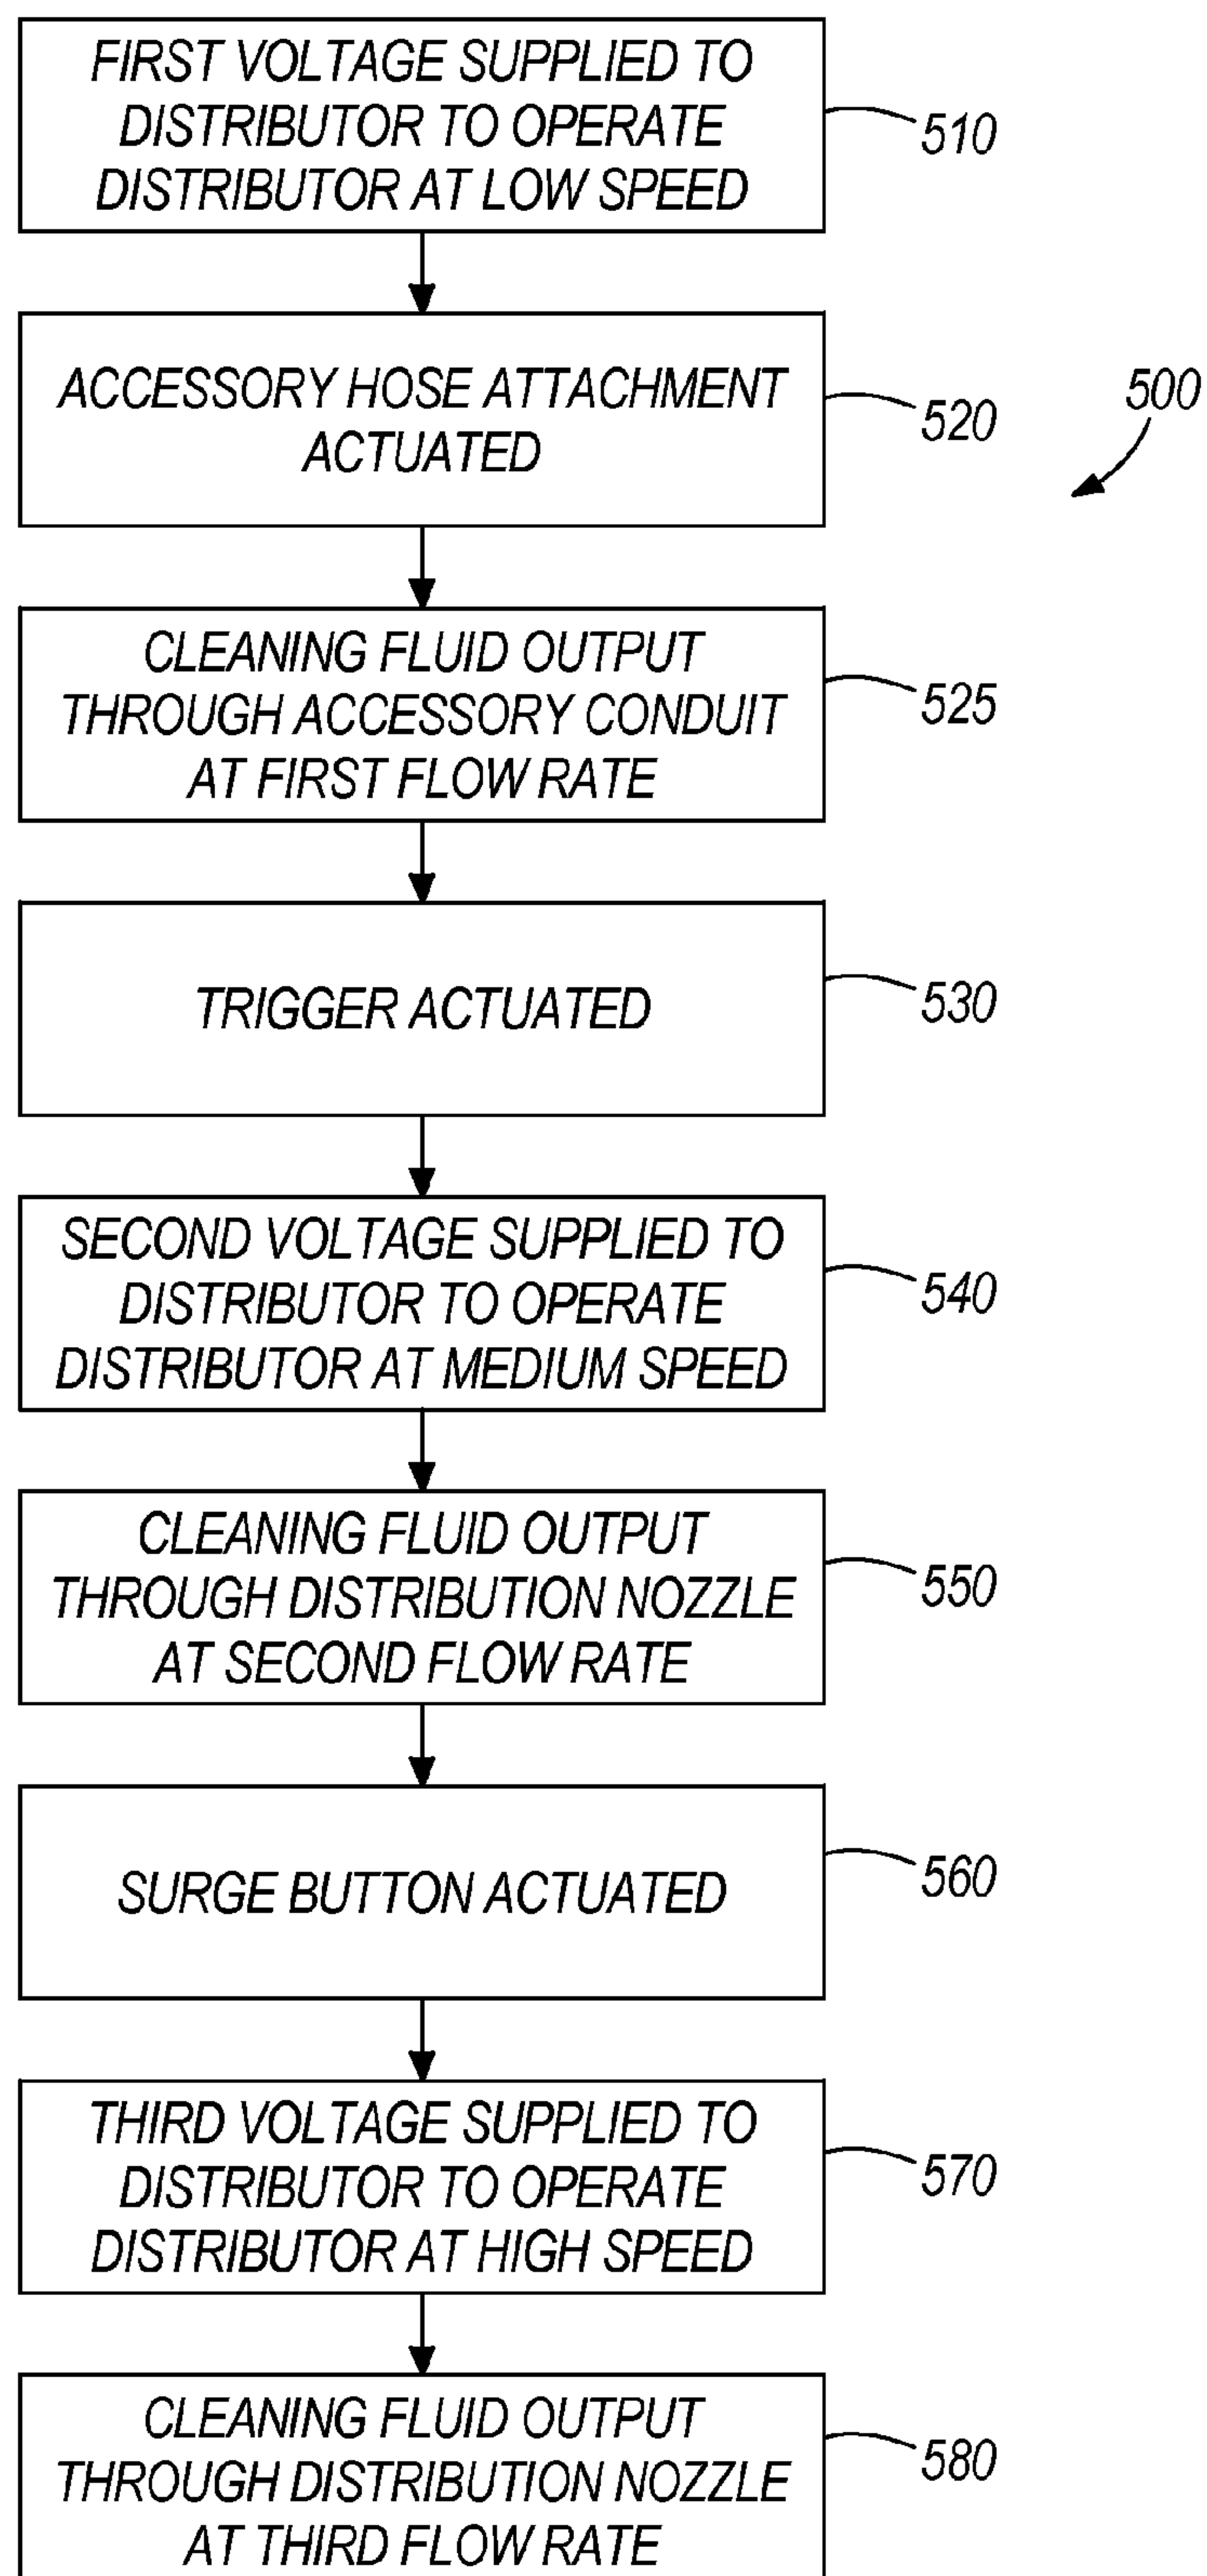 FIRST VOLTAGE SUPPLIED TO
DISTRIBUTOR TO OPERATE
DISTRIBUTOR AT LOW SPEED
510
ACCESSORY HOSE ATTACHMENT
ACTUATED
520
500
CLEANING FLUID OUTPUT
THROUGH ACCESSORY CONDUIT
AT FIRST FLOW RATE
525
TRIGGER ACTUATED
530
SECOND VOLTAGE SUPPLIED TO
DISTRIBUTOR TO OPERATE
DISTRIBUTOR AT MEDIUM SPEED
540
CLEANING FLUID OUTPUT
THROUGH DISTRIBUTION NOZZLE
AT SECOND FLOW RATE
550
SURGE BUTTON ACTUATED
560
THIRD VOLTAGE SUPPLIED TO
DISTRIBUTOR TO OPERATE
DISTRIBUTOR AT HIGH SPEED
570
CLEANING FLUID OUTPUT
THROUGH DISTRIBUTION NOZZLE
AT THIRD FLOW RATE
580